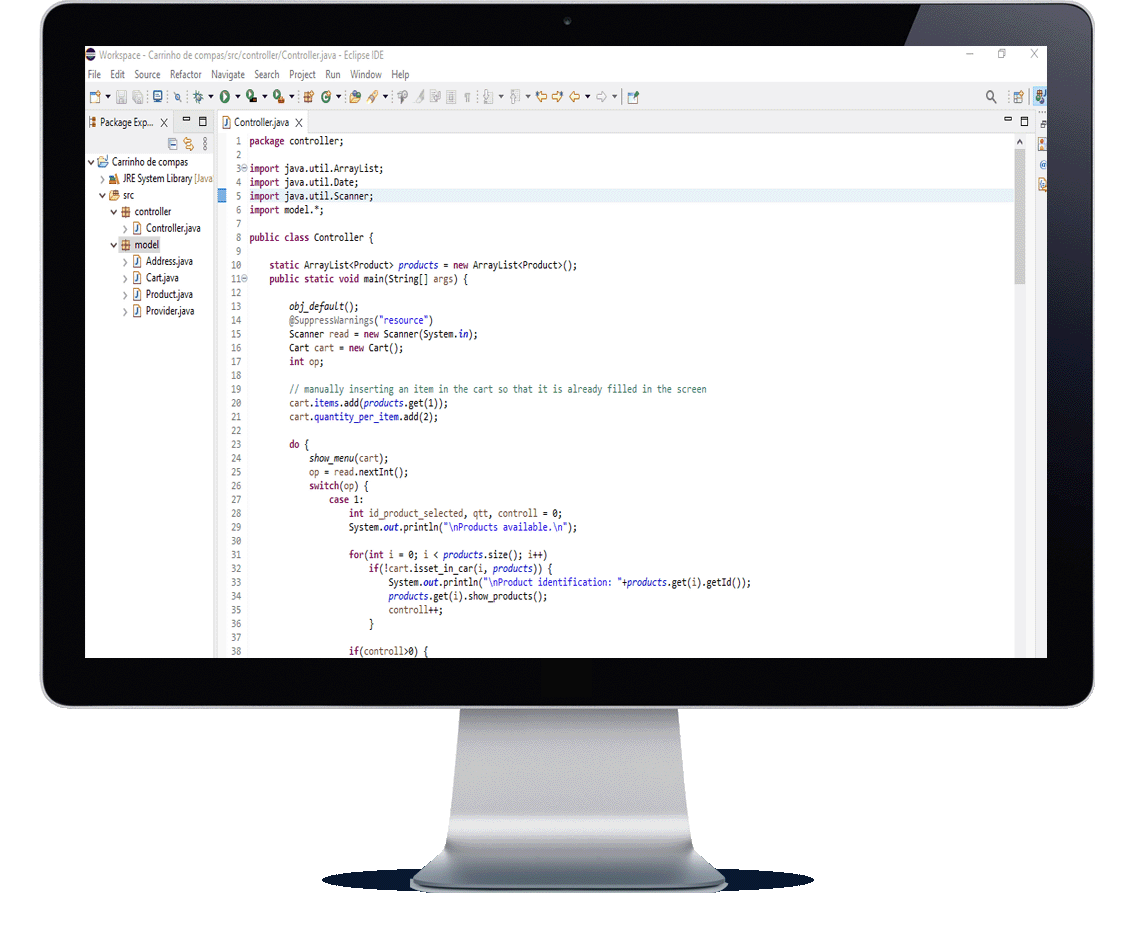 Workspace - Carrinho de compas/src/controller/Controller.java - Eclipse IDE
File Edit Source Refactor Navigate Search Project Run Window Help
Package Exp...
Controller.java
Carrinho de compas
JRE System Library [Java
src
controller
Controller.java
model
Address.java
Cart.java
Product.java
Provider.java
1 package controller;
2
3 import java.util.ArrayList;
4 import java.util.Date;
5 import java.util.Scanner;
6 import model.*;
7
8 public class Controller {
9
10 static ArrayList<Product> products = new ArrayList<Product>();
11 public static void main(String[] args) {
12
13 obj_default();
14 @SuppressWarnings("resource")
15 Scanner read = new Scanner(System.in);
16 Cart cart = new Cart();
17 int op;
18
19 // manually inserting an item in the cart so that it is already filled in the screen
20 cart.items.add(products.get(1));
21 cart.quantity_per_item.add(2);
22
23 do {
24 show_menu(cart);
25 op = read.nextInt();
26 switch(op) {
27 case 1:
28 int id_product_selected, qtt, controll = 0;
29 System.out.println("\nProducts available.\n");
30
31 for(int i = 0; i < products.size(); i++)
32 if(!cart.isset_in_car(i, products)) {
33 System.out.println("\nProduct identification: "+products.get(i).getId());
34 products.get(i).show_products();
35 controll++;
36 }
37
38 if(controll>0) {